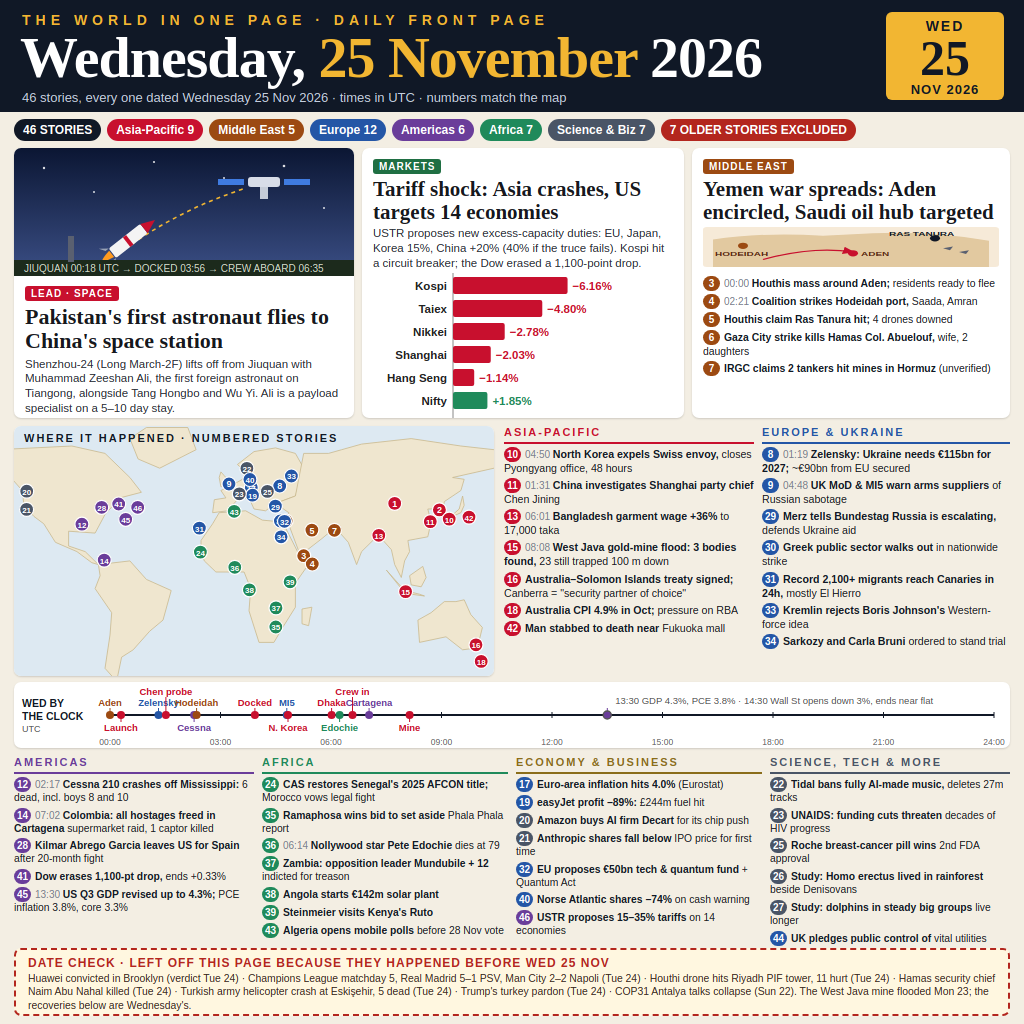 THE WORLD IN ONE PAGE · DAILY FRONT PAGE
Wednesday, 25 November 2026
46 stories, every one dated Wednesday 25 Nov 2026 · times in UTC · numbers match the map
WED
25
NOV 2026
46 STORIES
Asia-Pacific 9
Middle East 5
Europe 12
Americas 6
Africa 7
Science & Biz 7
7 OLDER STORIES EXCLUDED
JIUQUAN 00:18 UTC → DOCKED 03:56 → CREW ABOARD 06:35
LEAD · SPACE
Pakistan's first astronaut flies to
China's space station
Shenzhou-24 (Long March-2F) lifts off from Jiuquan with
Muhammad Zeeshan Ali, the first foreign astronaut on
Tiangong, alongside Tang Hongbo and Wu Yi. Ali is a payload
specialist on a 5–10 day stay.
MARKETS
Tariff shock: Asia crashes, US
targets 14 economies
USTR proposes new excess-capacity duties: EU, Japan,
Korea 15%, China +20% (40% if the truce fails). Kospi hit
a circuit breaker; the Dow erased a 1,100-point drop.
Kospi −6.16%
Taiex −4.80%
Nikkei −2.78%
Shanghai −2.03%
Hang Seng −1.14%
Nifty +1.85%
MIDDLE EAST
Yemen war spreads: Aden
encircled, Saudi oil hub targeted
RAS TANURA
HODEIDAH
ADEN
3 00:00 Houthis mass around Aden; residents ready to flee
4 02:21 Coalition strikes Hodeidah port, Saada, Amran
5 Houthis claim Ras Tanura hit; 4 drones downed
6 Gaza City strike kills Hamas Col. Abuelouf, wife, 2
daughters
7 IRGC claims 2 tankers hit mines in Hormuz (unverified)
WHERE IT HAPPENED · NUMBERED STORIES
22
33
9
40
8
20
23
19
25
1
21
28
41
46
43
29
2
12
45
31
32
5
7
11
10
42
34
13
14
24
3
4
36
39
38
15
37
35
16
18
ASIA-PACIFIC
10 04:50 North Korea expels Swiss envoy, closes
Pyongyang office, 48 hours
11 01:31 China investigates Shanghai party chief
Chen Jining
13 06:01 Bangladesh garment wage +36% to
17,000 taka
15 08:08 West Java gold-mine flood: 3 bodies
found, 23 still trapped 100 m down
16 Australia–Solomon Islands treaty signed;
Canberra = "security partner of choice"
18 Australia CPI 4.9% in Oct; pressure on RBA
42 Man stabbed to death near Fukuoka mall
EUROPE & UKRAINE
8 01:19 Zelensky: Ukraine needs €115bn for
2027; ~€90bn from EU secured
9 04:48 UK MoD & MI5 warn arms suppliers of
Russian sabotage
29 Merz tells Bundestag Russia is escalating,
defends Ukraine aid
30 Greek public sector walks out in nationwide
strike
31 Record 2,100+ migrants reach Canaries in
24h, mostly El Hierro
33 Kremlin rejects Boris Johnson's Western-
force idea
34 Sarkozy and Carla Bruni ordered to stand trial
WED BY
THE CLOCK
UTC
Chen probe
Crew in
Aden
Zelensky
Hodeidah
Docked
MI5
Dhaka
Cartagena
13:30 GDP 4.3%, PCE 3.8% · 14:30 Wall St opens down 3%, ends near flat
Launch
Cessna
N. Korea
Edochie
Mine
00:00
03:00
06:00
09:00
12:00
15:00
18:00
21:00
24:00
AMERICAS
12 02:17 Cessna 210 crashes off Mississippi: 6
dead, incl. boys 8 and 10
14 07:02 Colombia: all hostages freed in
Cartagena supermarket raid, 1 captor killed
28 Kilmar Abrego Garcia leaves US for Spain
after 20-month fight
41 Dow erases 1,100-pt drop, ends +0.33%
45 13:30 US Q3 GDP revised up to 4.3%; PCE
inflation 3.8%, core 3.3%
AFRICA
24 CAS restores Senegal's 2025 AFCON title;
Morocco vows legal fight
35 Ramaphosa wins bid to set aside Phala Phala
report
36 06:14 Nollywood star Pete Edochie dies at 79
37 Zambia: opposition leader Mundubile + 12
indicted for treason
38 Angola starts €142m solar plant
39 Steinmeier visits Kenya's Ruto
43 Algeria opens mobile polls before 28 Nov vote
ECONOMY & BUSINESS
17 Euro-area inflation hits 4.0% (Eurostat)
19 easyJet profit −89%: £244m fuel hit
20 Amazon buys AI firm Decart for its chip push
21 Anthropic shares fall below IPO price for first
time
32 EU proposes €50bn tech & quantum fund +
Quantum Act
40 Norse Atlantic shares −74% on cash warning
46 USTR proposes 15–35% tariffs on 14
economies
SCIENCE, TECH & MORE
22 Tidal bans fully AI-made music, deletes 27m
tracks
23 UNAIDS: funding cuts threaten decades of
HIV progress
25 Roche breast-cancer pill wins 2nd FDA
approval
26 Study: Homo erectus lived in rainforest
beside Denisovans
27 Study: dolphins in steady big groups live
longer
44 UK pledges public control of vital utilities
DATE CHECK · LEFT OFF THIS PAGE BECAUSE THEY HAPPENED BEFORE WED 25 NOV
Huawei convicted in Brooklyn (verdict Tue 24) · Champions League matchday 5, Real Madrid 5–1 PSV, Man City 2–2 Napoli (Tue 24) · Houthi drone hits Riyadh PIF tower, 11 hurt (Tue 24) · Hamas security chief
Naim Abu Nahal killed (Tue 24) · Turkish army helicopter crash at Eskişehir, 5 dead (Tue 24) · Trump's turkey pardon (Tue 24) · COP31 Antalya talks collapse (Sun 22). The West Java mine flooded Mon 23; the
recoveries below are Wednesday's.